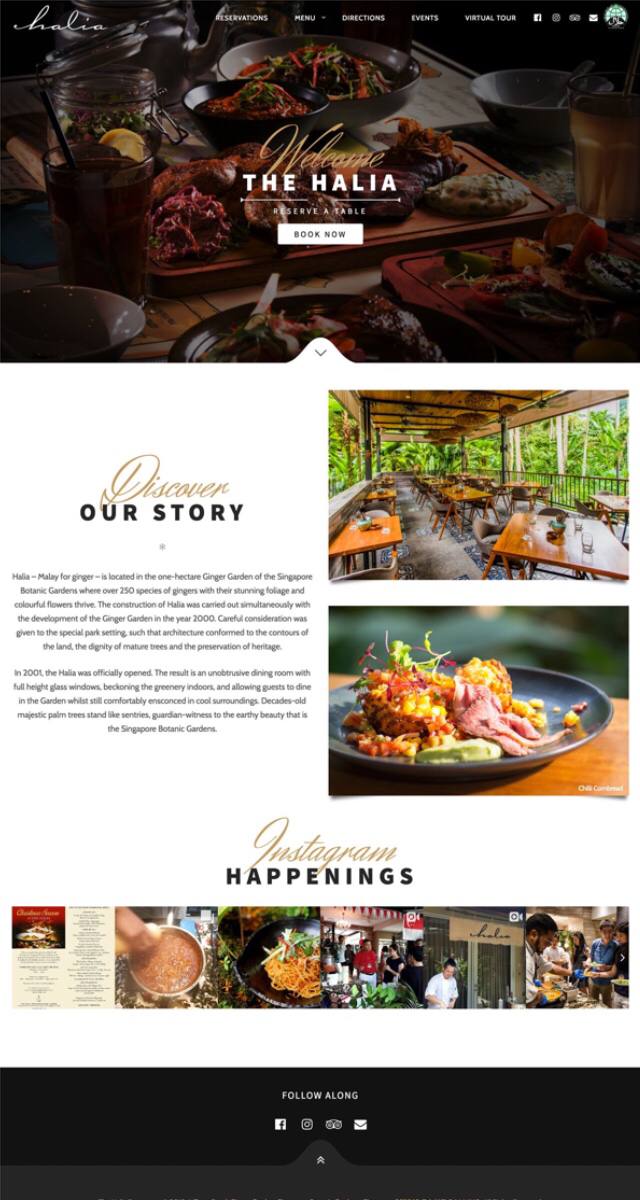 halia
RESERVATIONS MENU DIRECTIONS EVENTS VIRTUAL TOUR
Welcome
THE HALIA
RESERVE A TABLE
BOOK NOW
Discover
OUR STORY
Halia – Malay for ginger – is located in the one-hectare Ginger Garden of the Singapore
Botanic Gardens where over 250 species of gingers with their stunning foliage and
colourful flowers thrive. The construction of Halia was carried out simultaneously with
the development of the Ginger Garden in the year 2000. Careful consideration was
given to the special park setting, such that architecture conformed to the contours of
the land, the dignity of mature trees and the preservation of heritage.
In 2001, the Halia was officially opened. The result is an unobtrusive dining room with
full height glass windows, beckoning the greenery indoors, and allowing guests to dine
in the Garden whilst still comfortably ensconced in cool surroundings. Decades-old
majestic palm trees stand like sentries, guardian-witness to the earthy beauty that is
the Singapore Botanic Gardens.
Chilli Cornbread
Instagram
HAPPENINGS
halia
FOLLOW ALONG